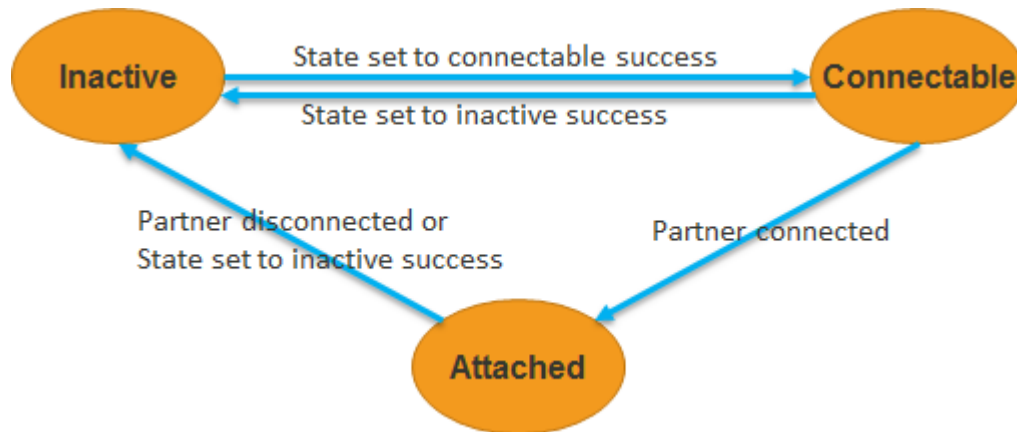 State set to connectable success
Inactive
Connectable
State set to inactive success
Partner disconnected or
State set to inactive success
Partner connected
Attached